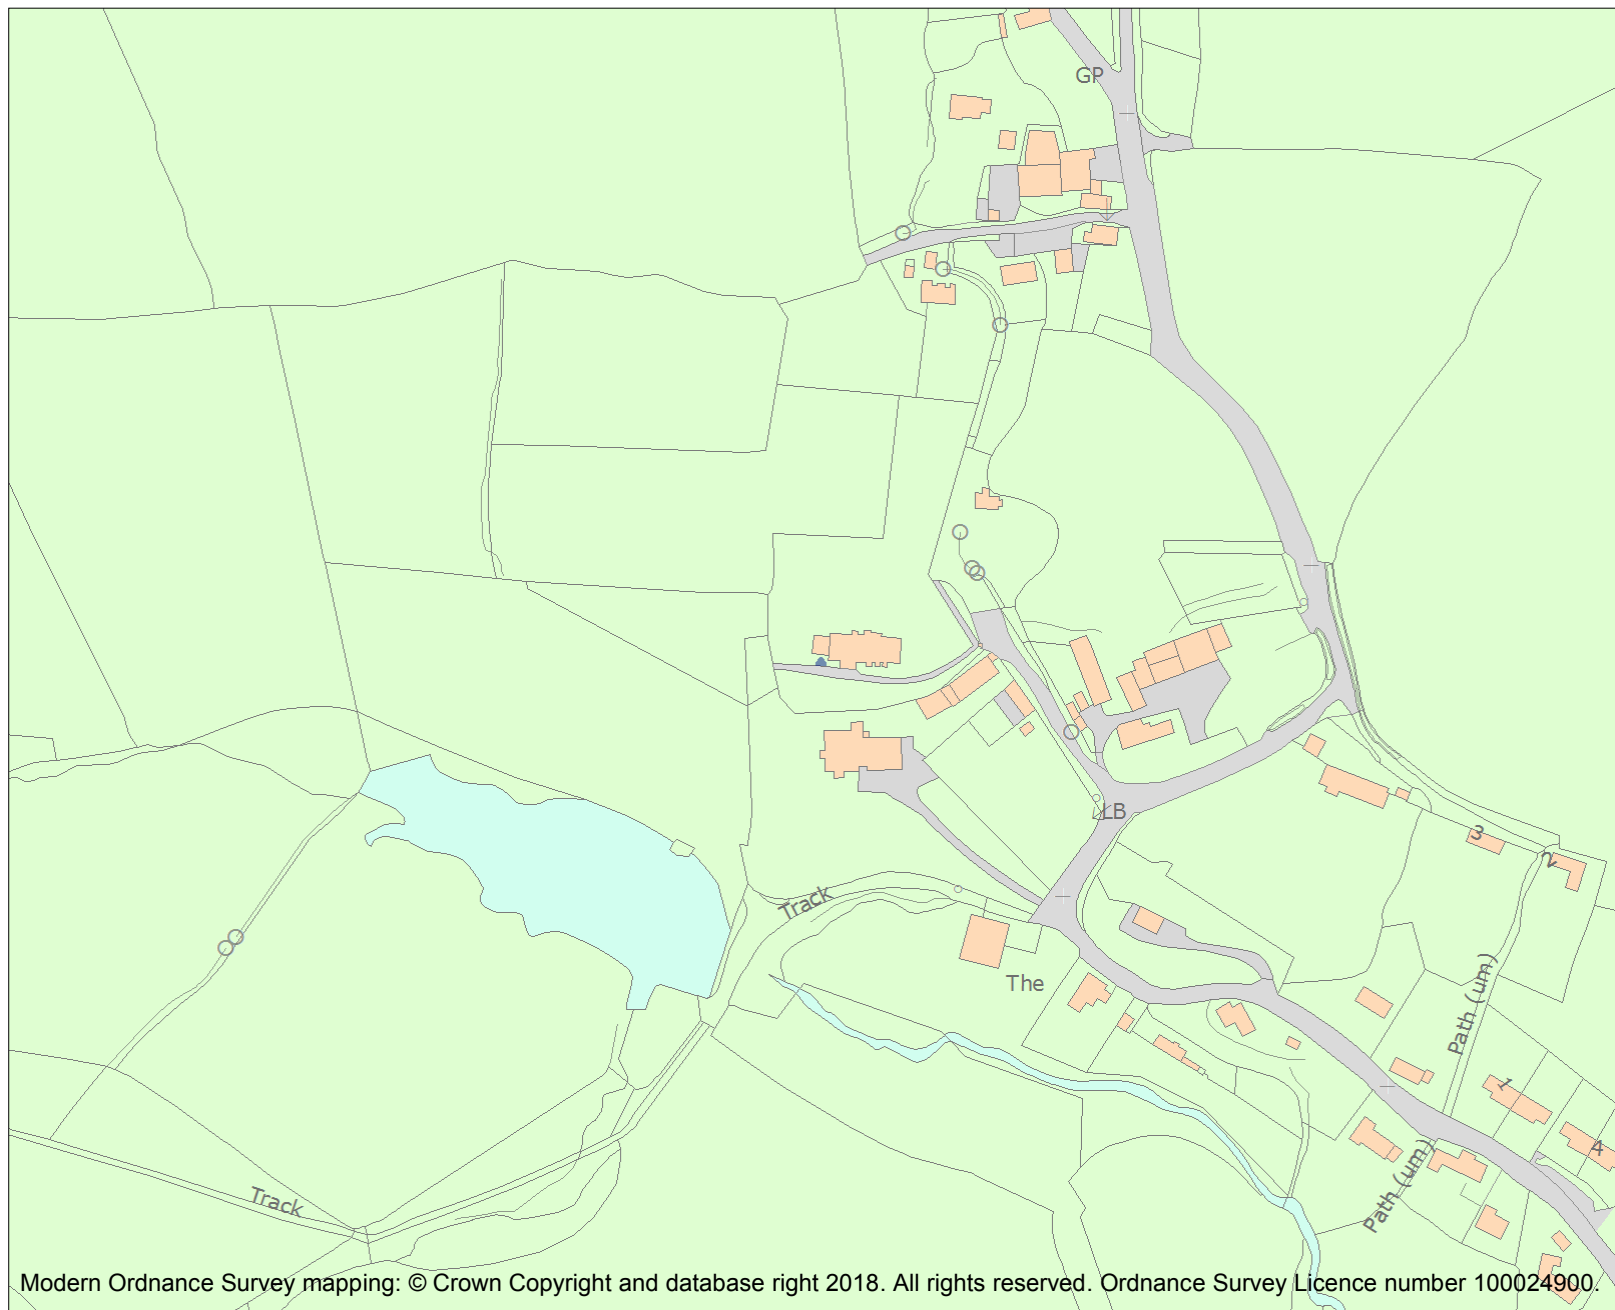 GP
LB
3
2
Track
The
Path (um)
1
4
Path (um)
Track
Modern Ordnance Survey mapping: © Crown Copyright and database right 2018. All rights reserved. Ordnance Survey Licence number 100024900.